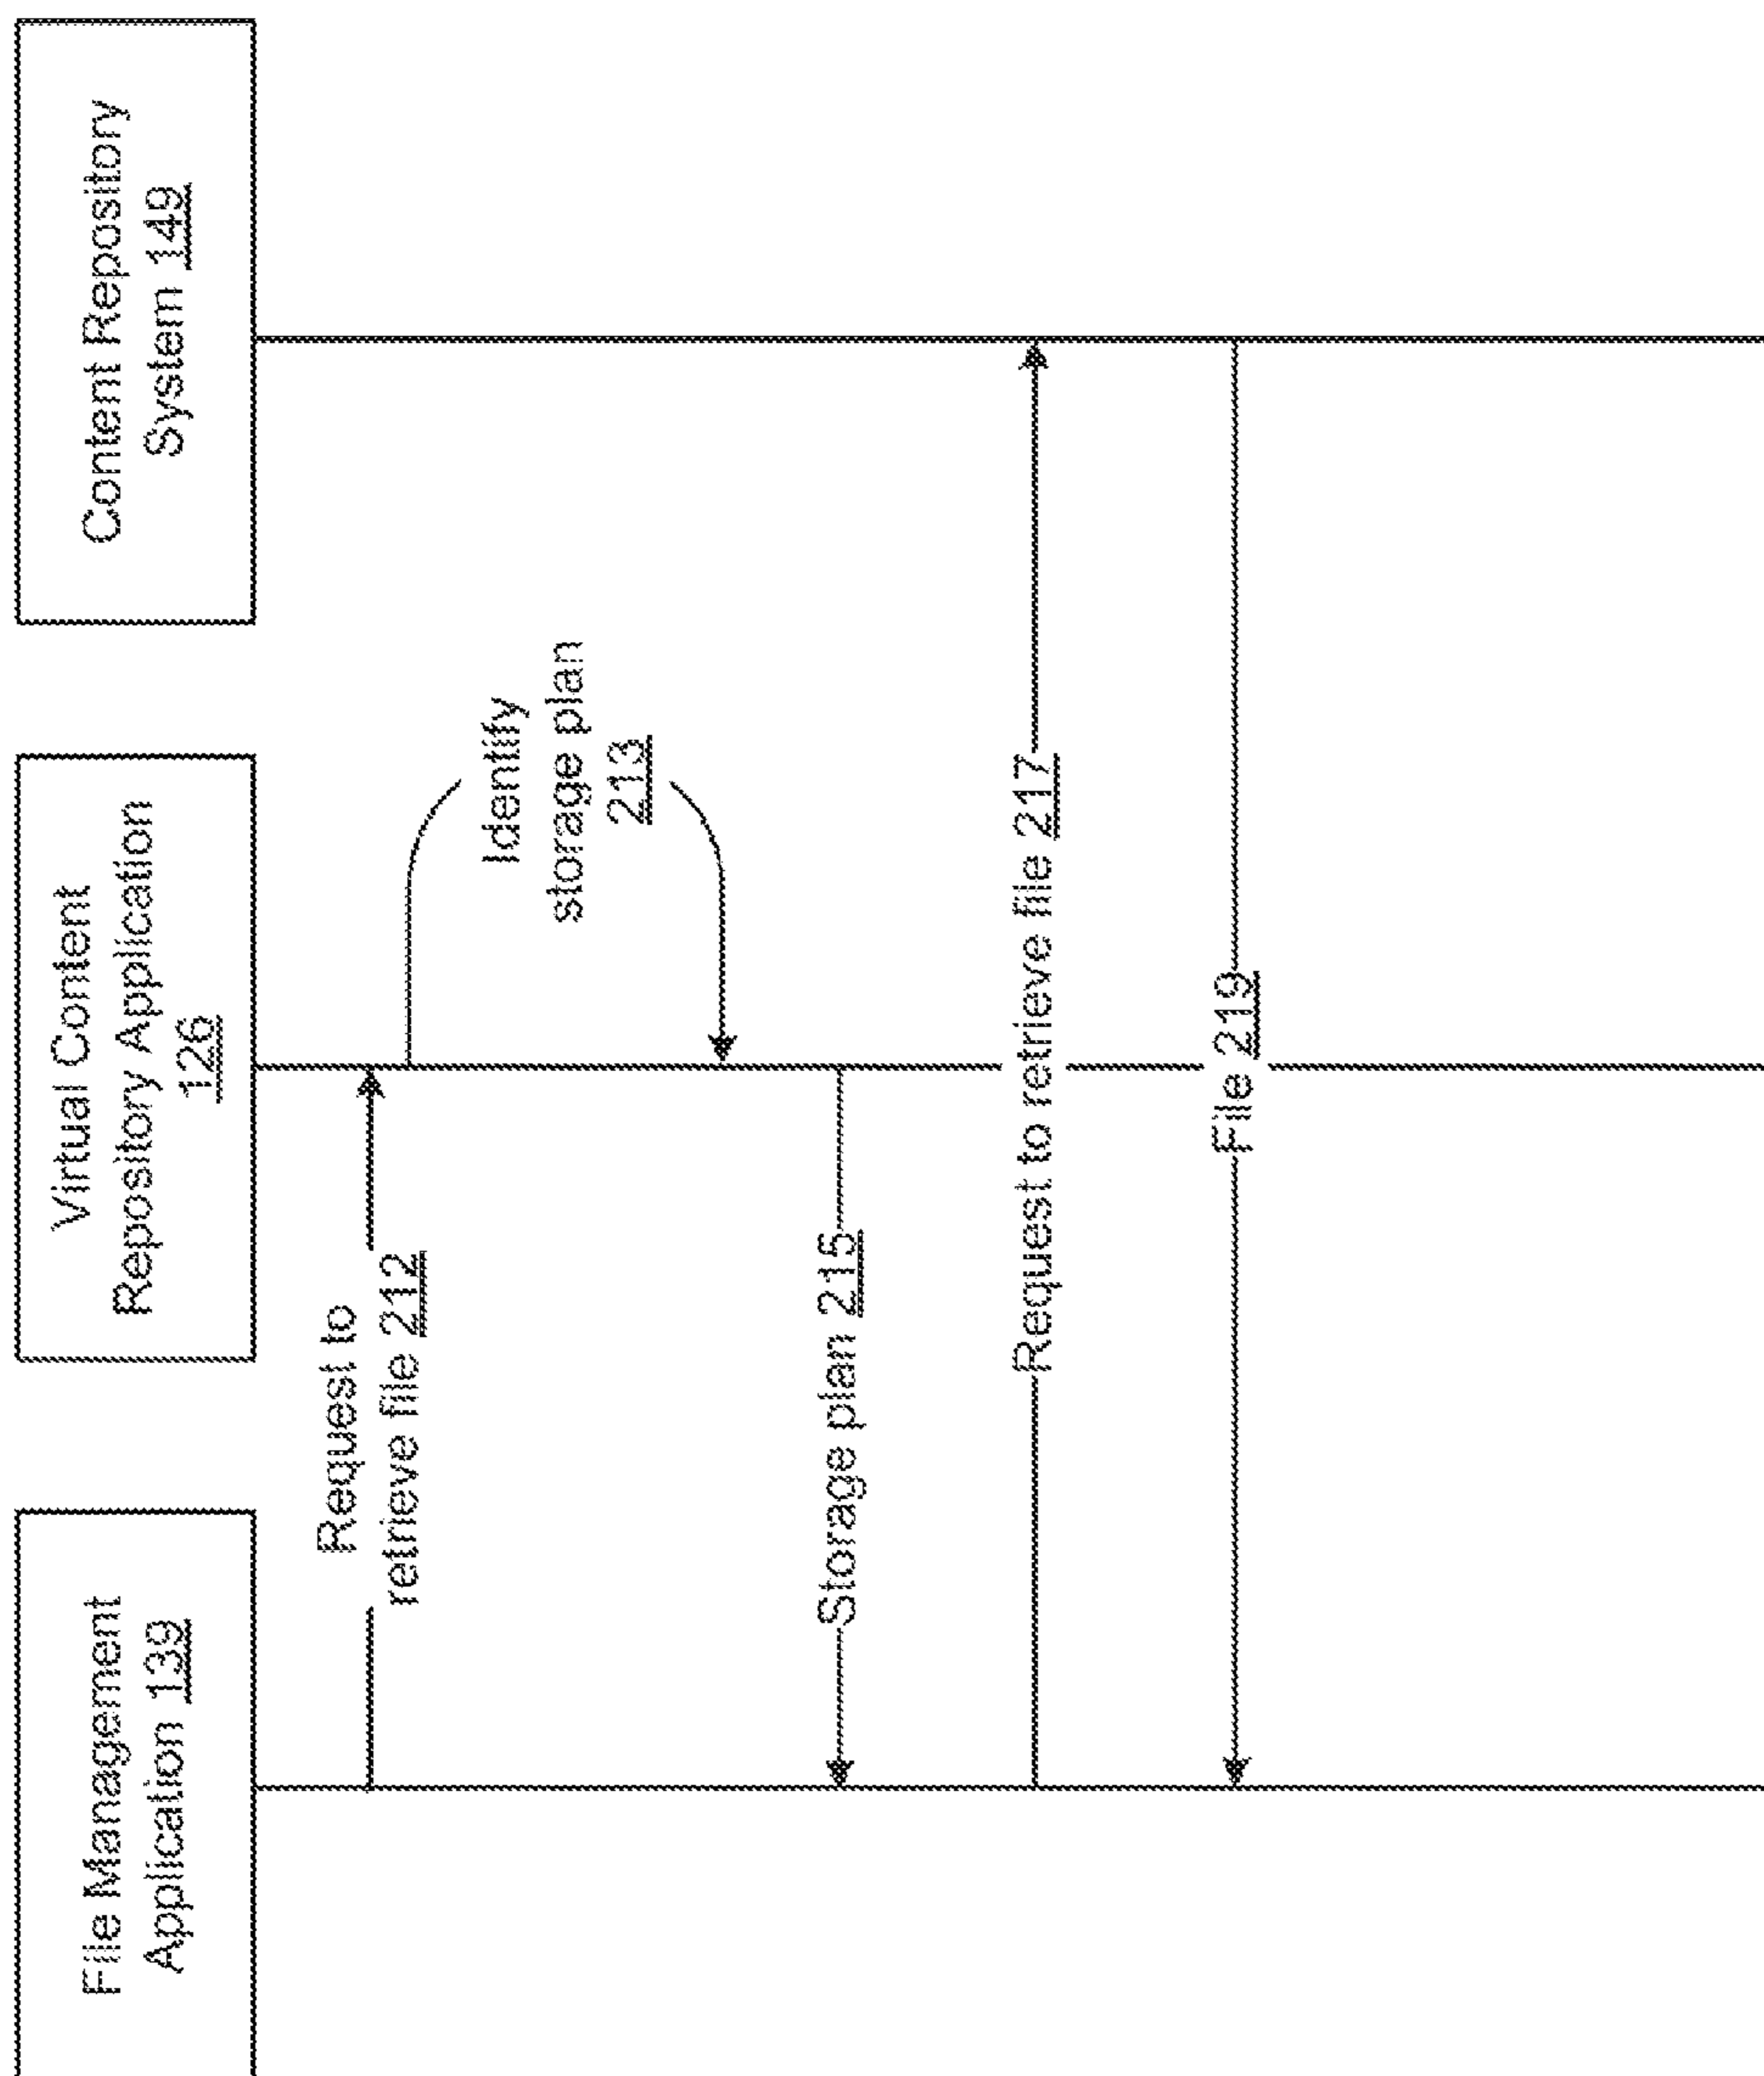 File Management
Application 139
Virtual Content
Repository Application
126
Content Repository
System 149
Request to
retrieve file 212
Identify
storage plan
213
Storage plan 215
Request to retrieve file 217
File 219